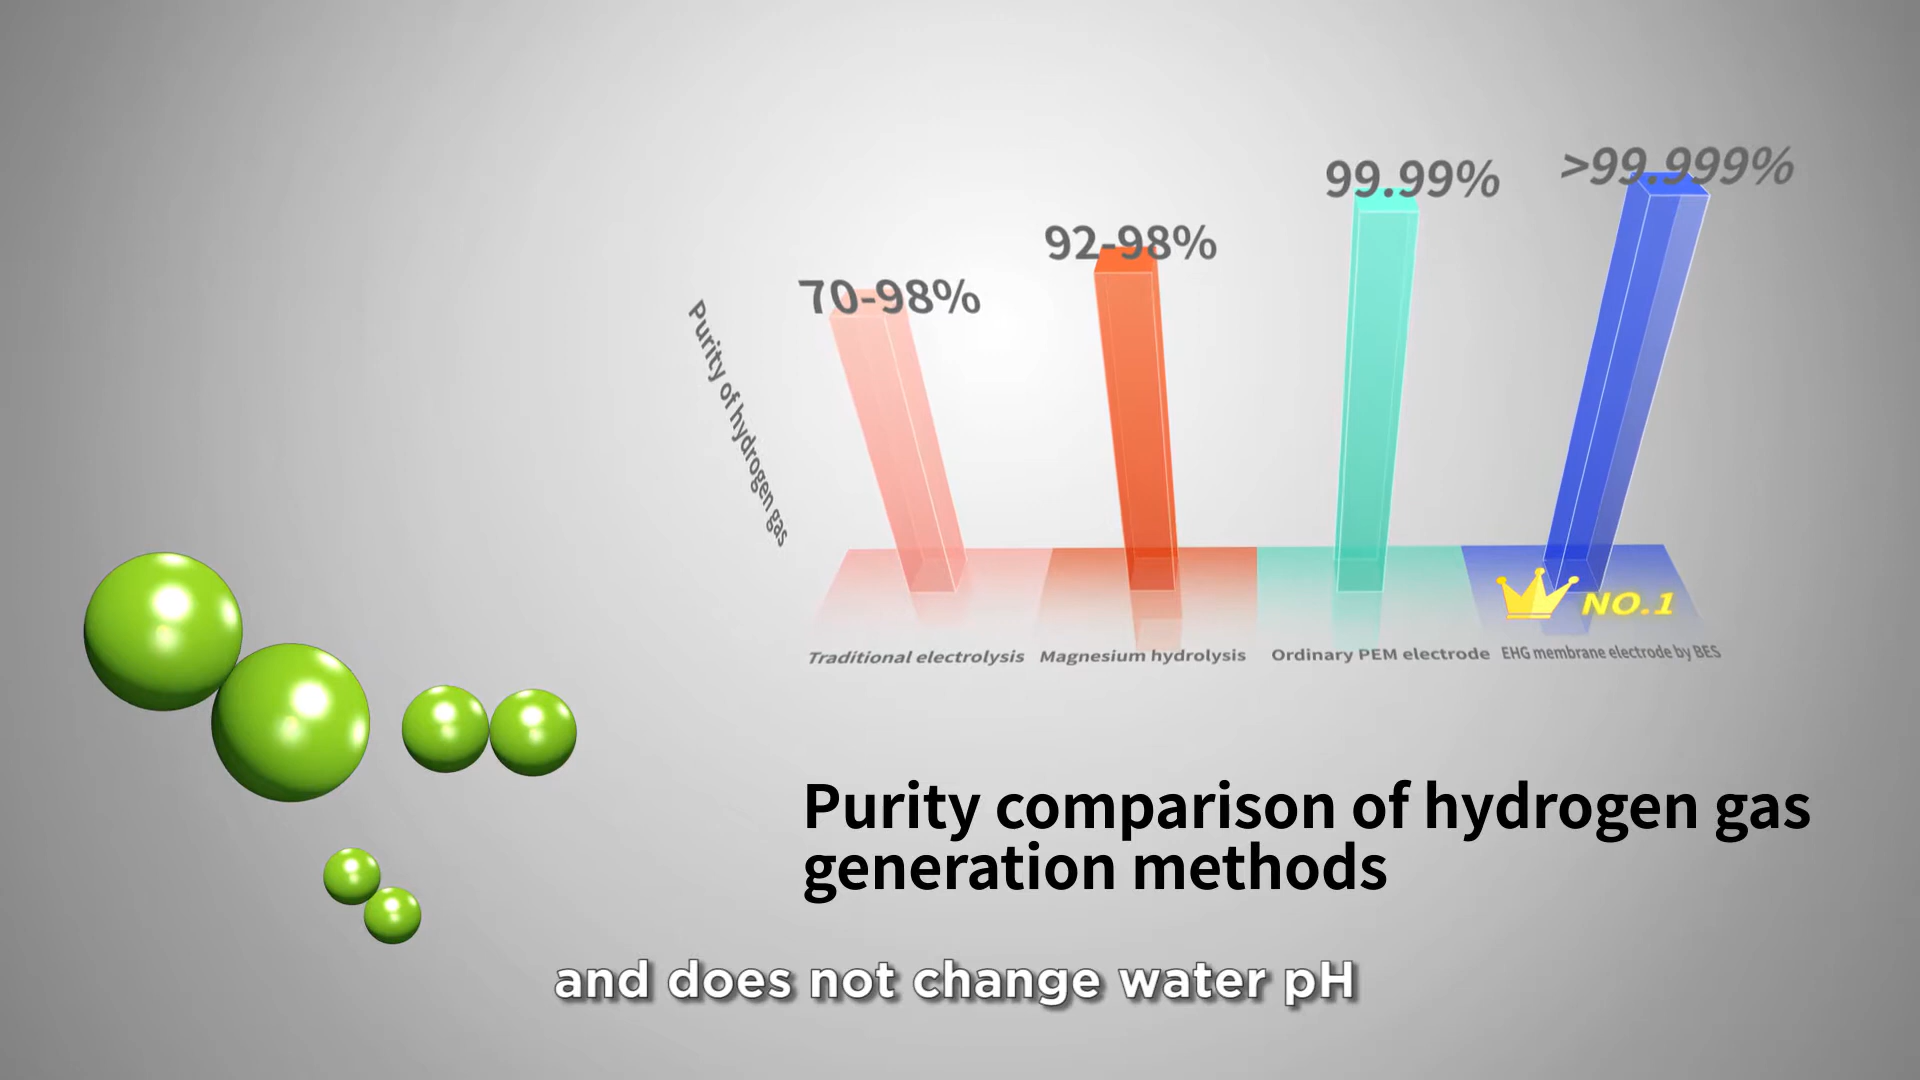 >99.999%
99.99%
92-98%
70-98%
Purity of hydrogen gas
NO.1
Traditional electrolysis
Magnesium hydrolysis
Ordinary PEM electrode
EHG membrane electrode by BES
Purity comparison of hydrogen gas
generation methods
and does not change water pH